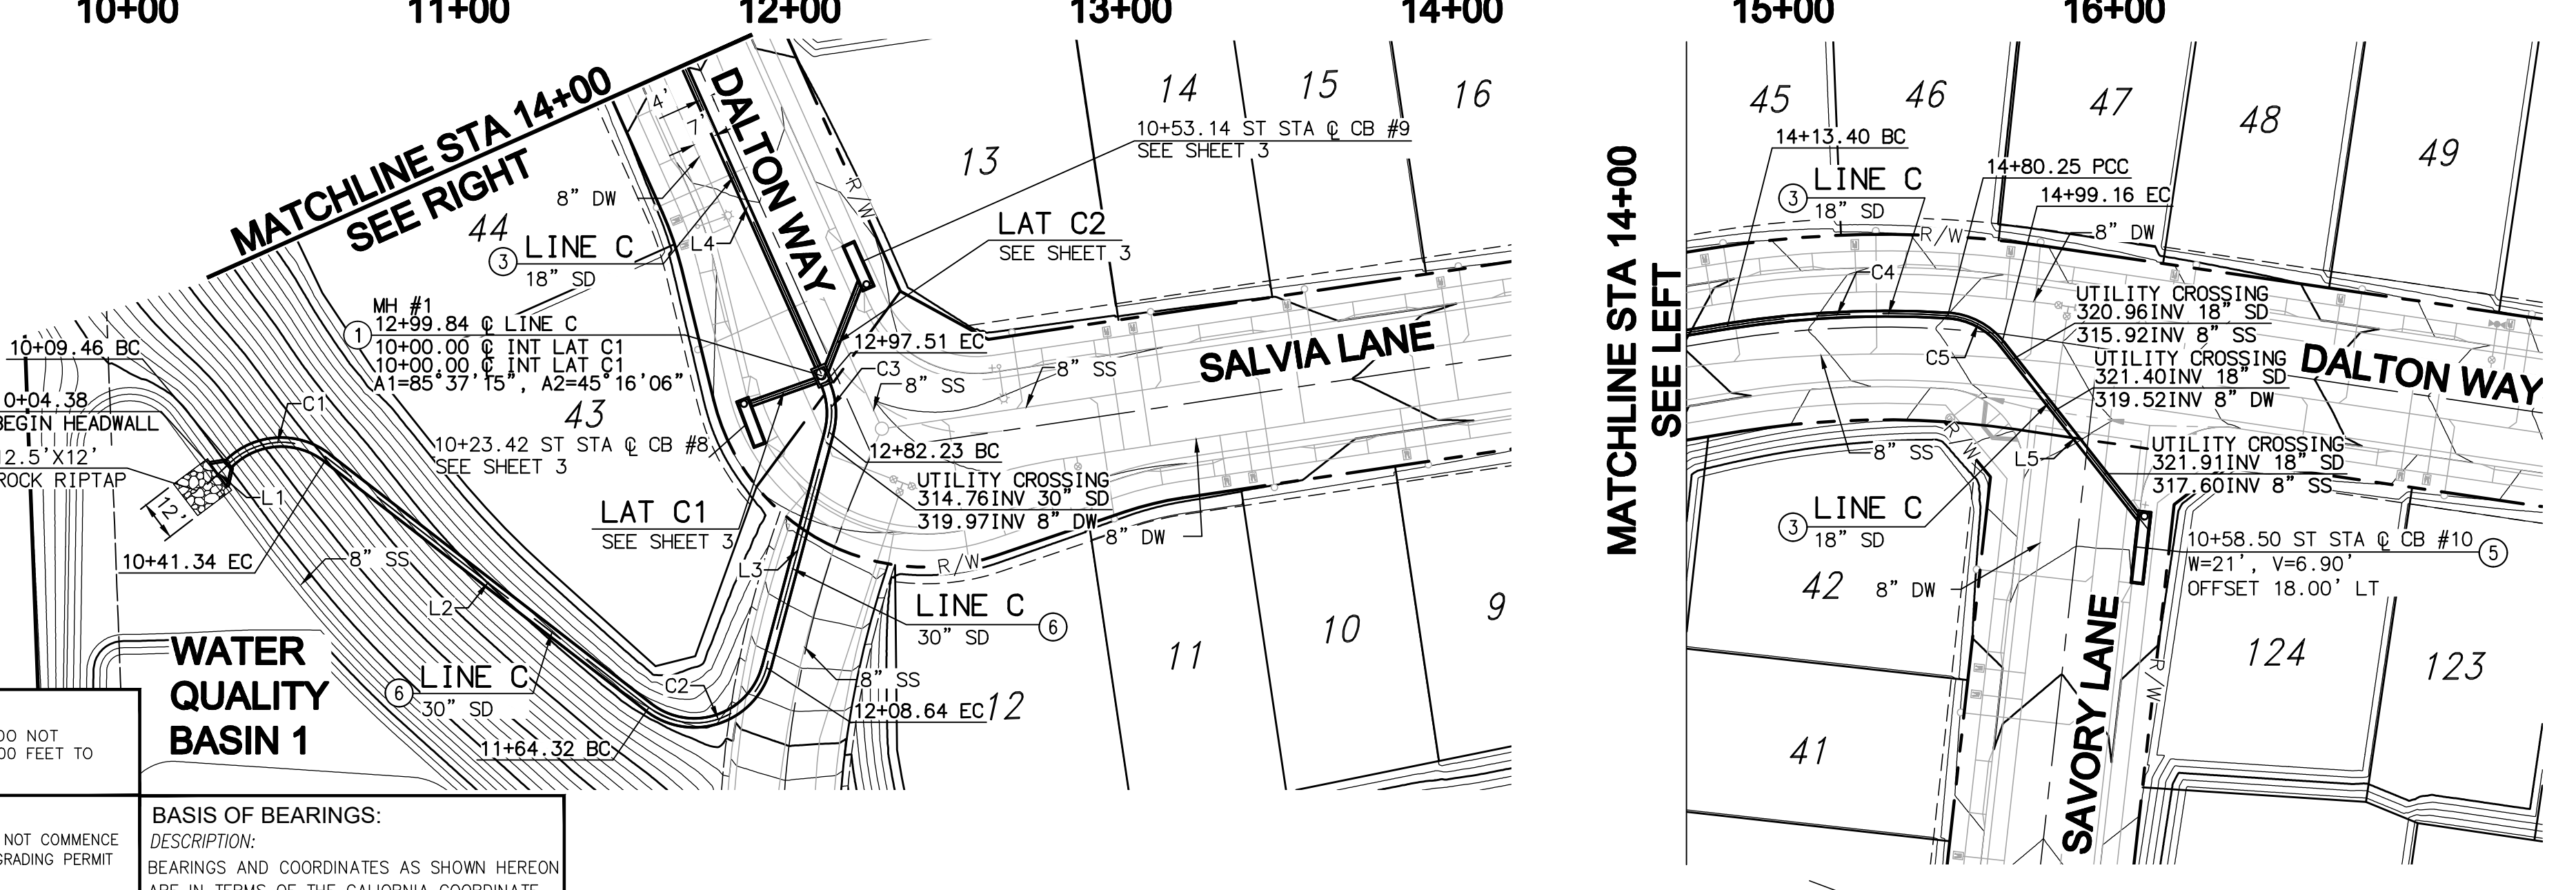 10+00
11+00
12+00
13+00
14+00
15+00
16+00
MATCHLINE STA 14+00
SEE RIGHT
DALTON WAY
4'
7'
8" DW
44
③ LINE C
18" SD
L4
R/W
13
14
15
16
10+53.14 ST STA ℄ CB #9
SEE SHEET 3
LAT C2
SEE SHEET 3
MH #1
① 12+99.84 ℄ LINE C
10+00.00 ℄ INT LAT C1
10+00.00 ℄ INT LAT C1
A1=85°37'15", A2=45°16'06"
43
10+23.42 ST STA ℄ CB #8
SEE SHEET 3
12+97.51 EC
C3
8" SS
8" SS
SALVIA LANE
12+82.23 BC
UTILITY CROSSING
314.76INV 30" SD
319.97INV 8" DW
8" DW
R/W
LAT C1
SEE SHEET 3
L3
LINE C ⑥
30" SD
8" SS
12+08.64 EC
12
11
10
9
10+09.46 BC
0+04.38
BEGIN HEADWALL
12.5'X12'
ROCK RIPTAP
12'
C1
L1
10+41.34 EC
8" SS
L2
WATER
QUALITY
BASIN 1
⑥ LINE C
30" SD
C2
11+64.32 BC
DO NOT
00 FEET TO
NOT COMMENCE
GRADING PERMIT
BASIS OF BEARINGS:
DESCRIPTION:
BEARINGS AND COORDINATES AS SHOWN HEREON
ARE IN TERMS OF THE CALIORNIA COORDINATE
MATCHLINE STA 14+00
SEE LEFT
45
46
47
48
49
14+13.40 BC
③ LINE C
18" SD
14+80.25 PCC
14+99.16 EC
8" DW
R/W
C4
C5
UTILITY CROSSING
320.96INV 18" SD
315.92INV 8" SS
UTILITY CROSSING
321.40INV 18" SD
319.52INV 8" DW
DALTON WAY
UTILITY CROSSING
321.91INV 18" SD
317.60INV 8" SS
8" SS
R/W
L5
③ LINE C
18" SD
10+58.50 ST STA ℄ CB #10 ⑤
W=21', V=6.90'
OFFSET 18.00' LT
42
8" DW
SAVORY LANE
R/W
124
123
41